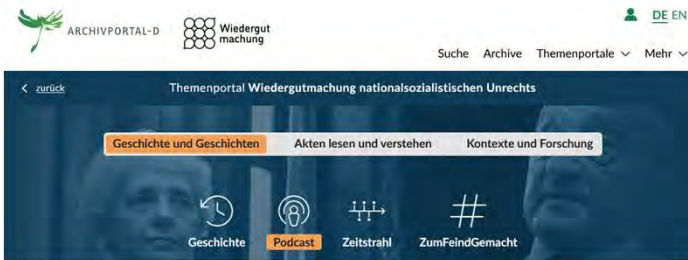 ARCHIVPORTAL-D
Wiedergut
machung
DE EN
Suche Archive Themenportale Mehr
zurück
Themenportal Wiedergutmachung nationalsozialistischen Unrechts
Geschichte und Geschichten Akten lesen und verstehen Kontexte und Forschung
Geschichte Podcast Zeitstrahl ZumFeindGemacht